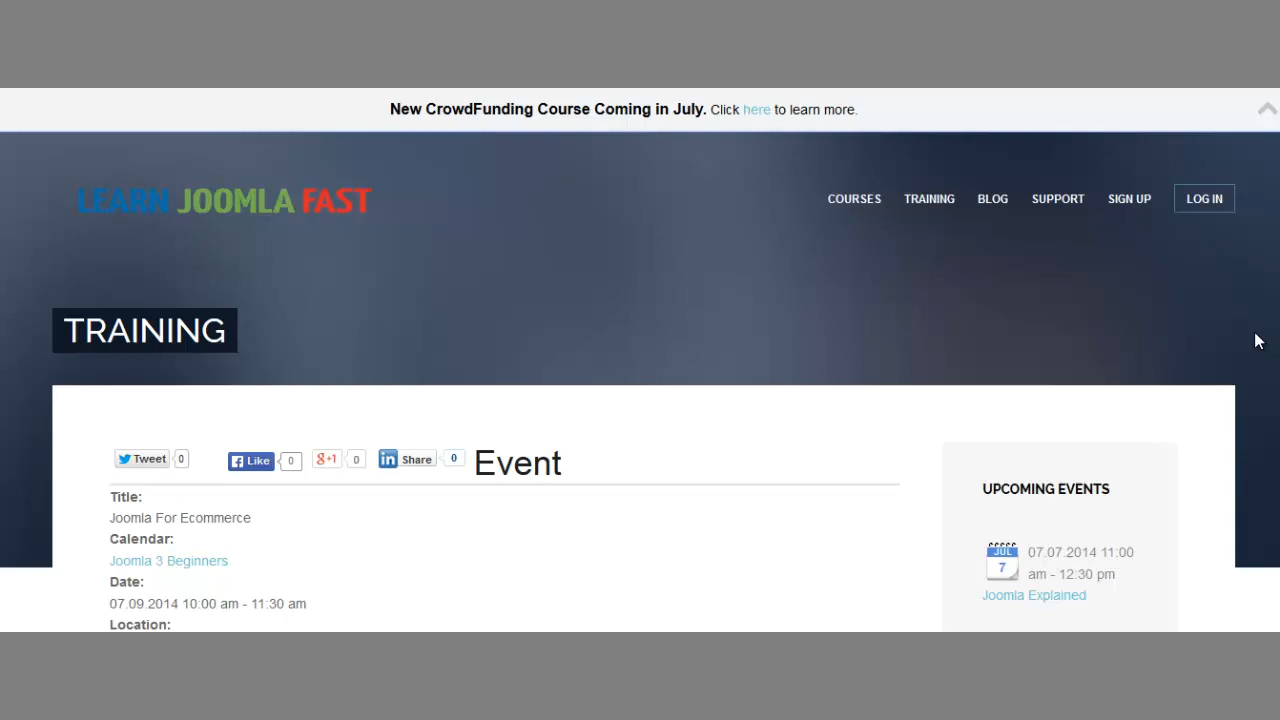 New CrowdFunding Course Coming in July. Click here to learn more.
LEARN JOOMLA FAST
COURSES TRAINING BLOG SUPPORT SIGN UP LOG IN
TRAINING
Tweet 0 Like 0 g+1 0 in Share 0 Event
Title:
Joomla For Ecommerce
Calendar:
Joomla 3 Beginners
Date:
07.09.2014 10:00 am - 11:30 am
Location:
UPCOMING EVENTS
JUL
7
07.07.2014 11:00
am - 12:30 pm
Joomla Explained